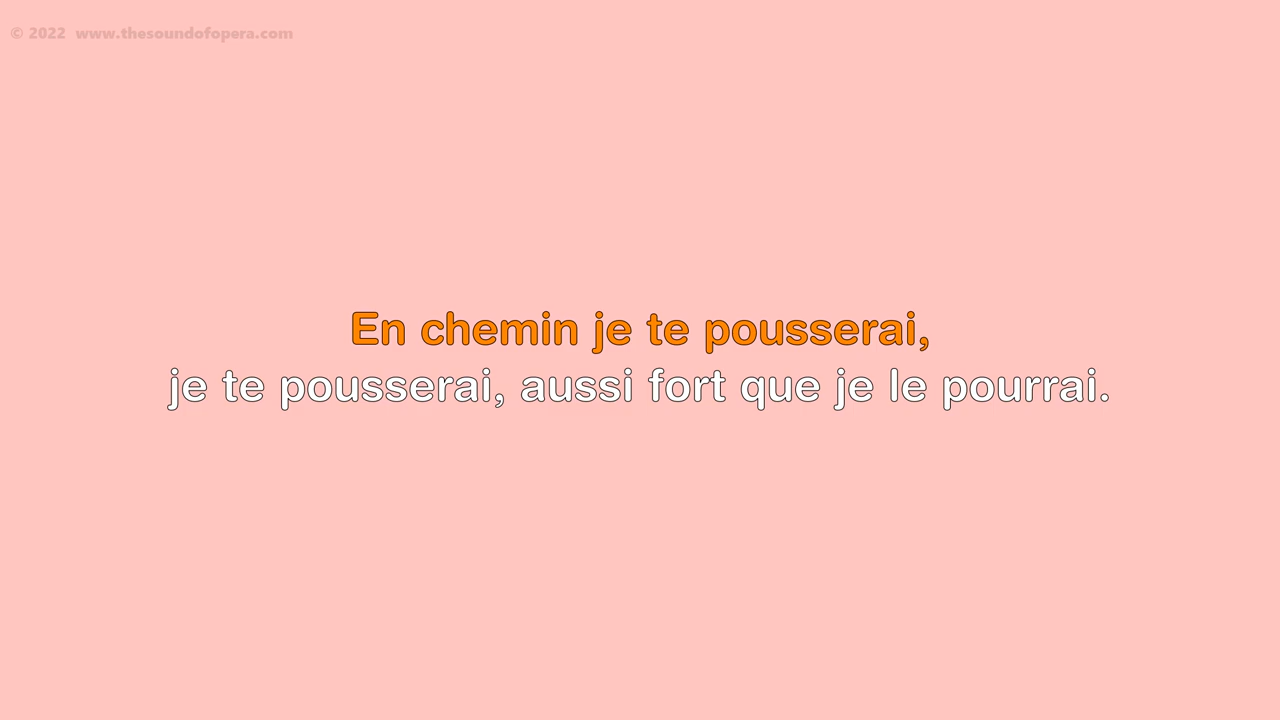 © 2022 www.thesoundofopera.com
En chemin je te pousserai,
je te pousserai, aussi fort que je le pourrai.